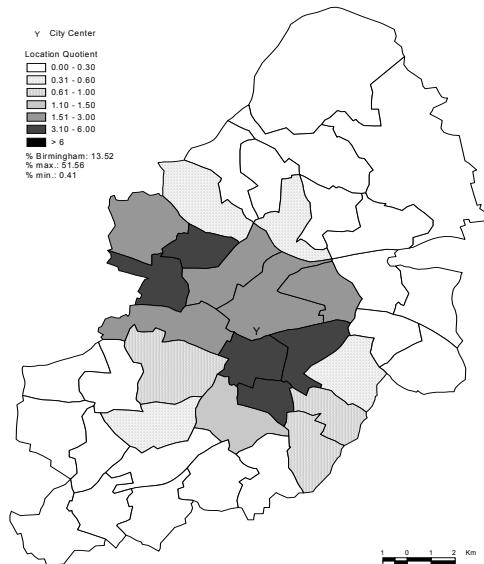 Y City Center
Location Quotient
0.00 - 0.30
0.31 - 0.60
0.61 - 1.00
1.10 - 1.50
1.51 - 3.00
3.10 - 6.00
> 6
% Birmingham: 13.52
% max.: 51.56
% min.: 0.41
Y
1 0 1 2 Km